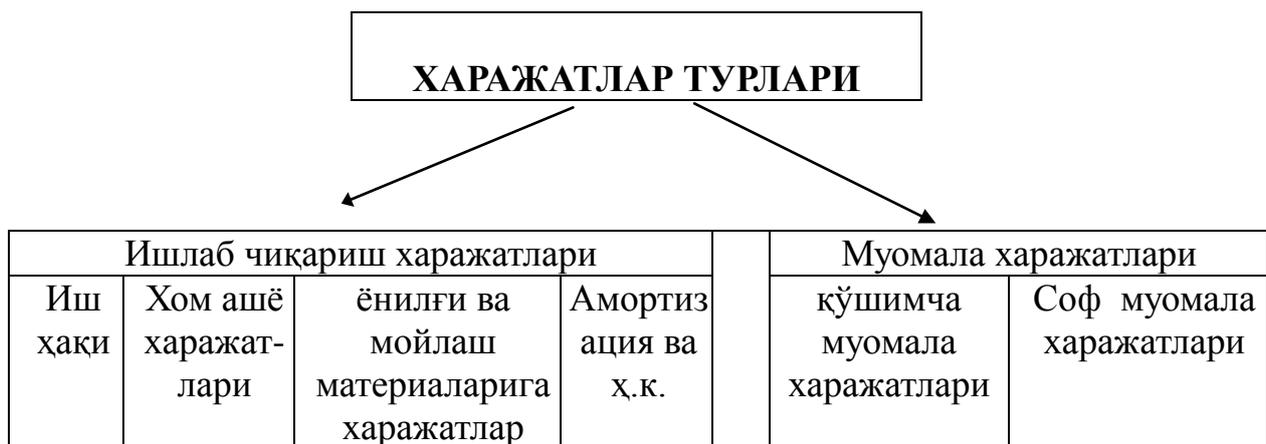 ХАРАЖАТЛАР ТУРЛАРИ
Ишлаб чиқариш харажатлари
Муомала харажатлари
Иш
ҳақи
Хом ашё
харажат-
лари
ёнилғи ва
мойлаш
материаларига
харажатлар
Амортиз
ация ва
ҳ.к.
қўшимча
муомала
харажатлари
Соф муомала
харажатлари